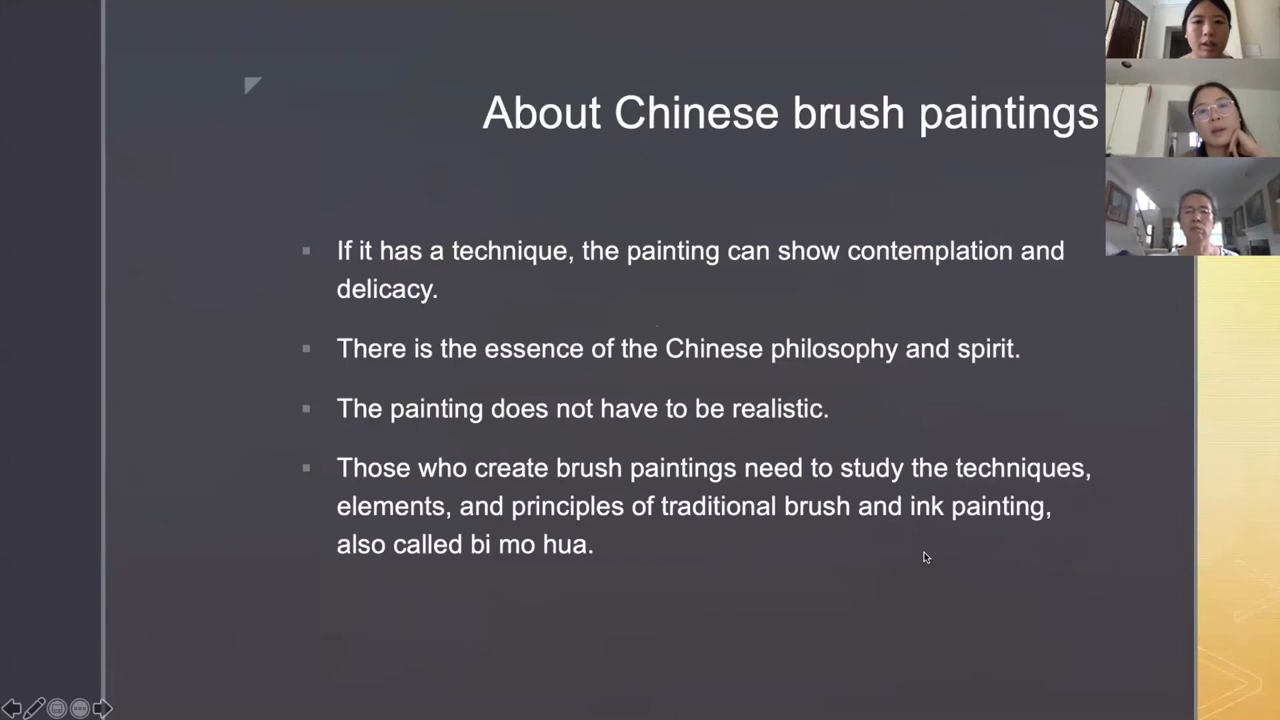 About Chinese brush paintings
If it has a technique, the painting can show contemplation and
delicacy.
There is the essence of the Chinese philosophy and spirit.
The painting does not have to be realistic.
Those who create brush paintings need to study the techniques,
elements, and principles of traditional brush and ink painting,
also called bi mo hua.